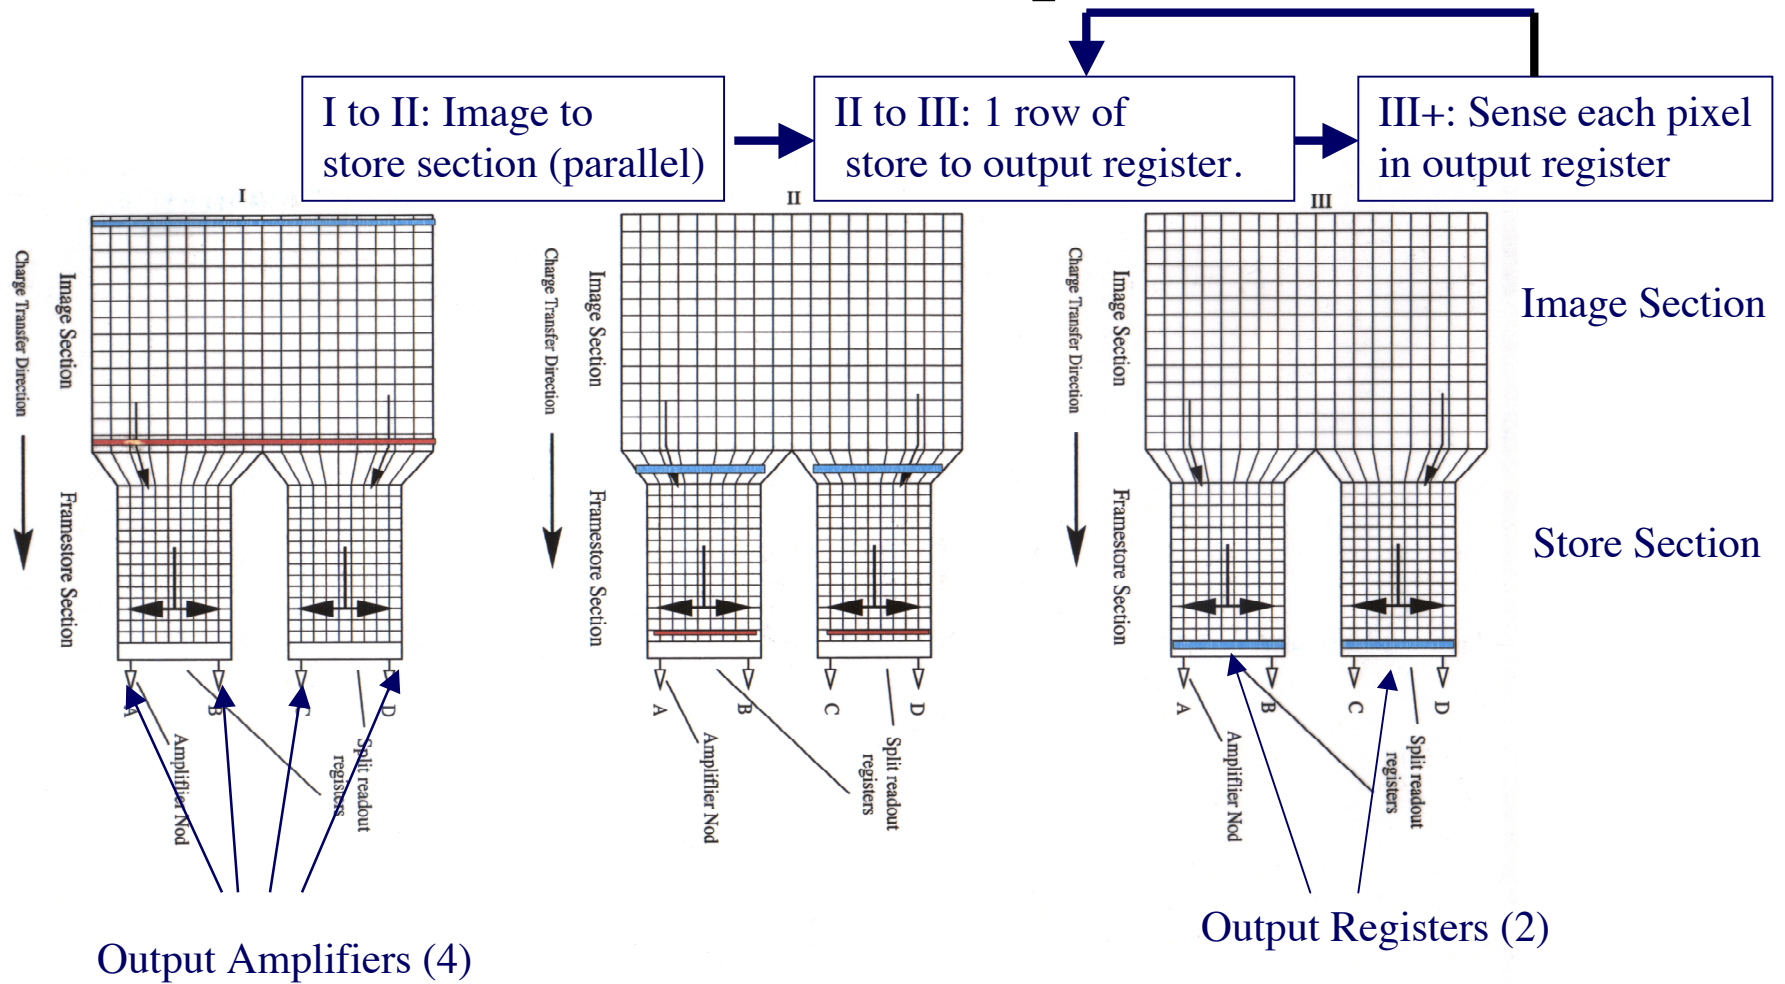 I to II: Image to
store section (parallel)
II to III: 1 row of
store to output register.
III+: Sense each pixel
in output register
I
II
III
Charge Transfer Direction
Image Section
Framestore Section
A
B
C
D
Amplifier Nod
Split readout
registers
Charge Transfer Direction
Image Section
Framestore Section
A
B
C
D
Amplifier Nod
Split readout
registers
Charge Transfer Direction
Image Section
Framestore Section
A
B
C
D
Amplifier Nod
Split readout
registers
Image Section
Store Section
Output Amplifiers (4)
Output Registers (2)